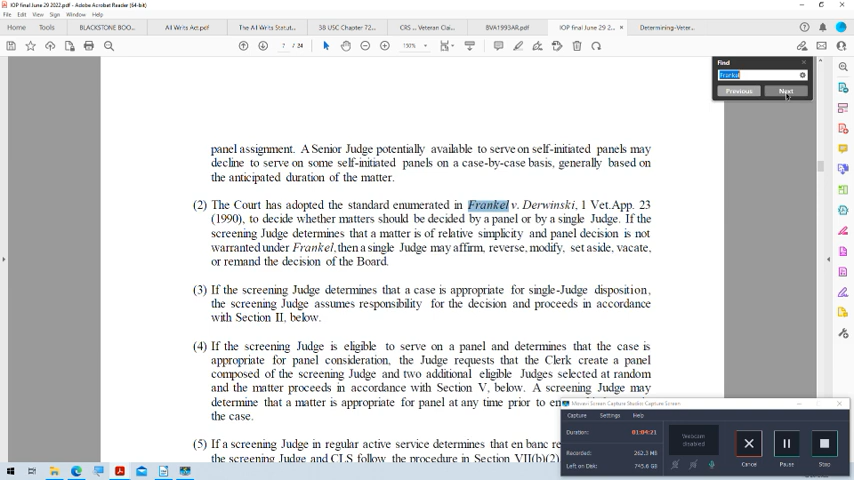 IOP final June 29 2022.pdf - Adobe Acrobat Reader (64-bit)
File Edit View Sign Window Help
Home Tools BLACKSTONE BOO... All Writs Act.pdf The All Writs Statut... 38 USC Chapter 72... CRS ... Veteran Clai... BVA1993AR.pdf IOP final June 29 2... × Determining-Veter...
7 / 24 150%
Find
Frankel
Previous Next
panel assignment. A Senior Judge potentially available to serve on self-initiated panels may
decline to serve on some self-initiated panels on a case-by-case basis, generally based on
the anticipated duration of the matter.
(2) The Court has adopted the standard enumerated in Frankel v. Derwinski, 1 Vet.App. 23
(1990), to decide whether matters should be decided by a panel or by a single Judge. If the
screening Judge determines that a matter is of relative simplicity and panel decision is not
warranted under Frankel, then a single Judge may affirm, reverse, modify, set aside, vacate,
or remand the decision of the Board.
(3) If the screening Judge determines that a case is appropriate for single-Judge disposition,
the screening Judge assumes responsibility for the decision and proceeds in accordance
with Section II, below.
(4) If the screening Judge is eligible to serve on a panel and determines that the case is
appropriate for panel consideration, the Judge requests that the Clerk create a panel
composed of the screening Judge and two additional eligible Judges selected at random
and the matter proceeds in accordance with Section V, below. A screening Judge may
determine that a matter is appropriate for panel at any time prior to en
the case.
(5) If a screening Judge in regular active service determines that en banc re
the screening Judge and CLS follow the procedure in Section VII(b)(2)
Movavi Screen Capture Studio Capture Screen
Capture Settings Help
Duration: 01:04:21
Recorded: 262.3 MB
Left on Disk: 745.6 GB
Webcam
disabled
Cancel Pause Stop